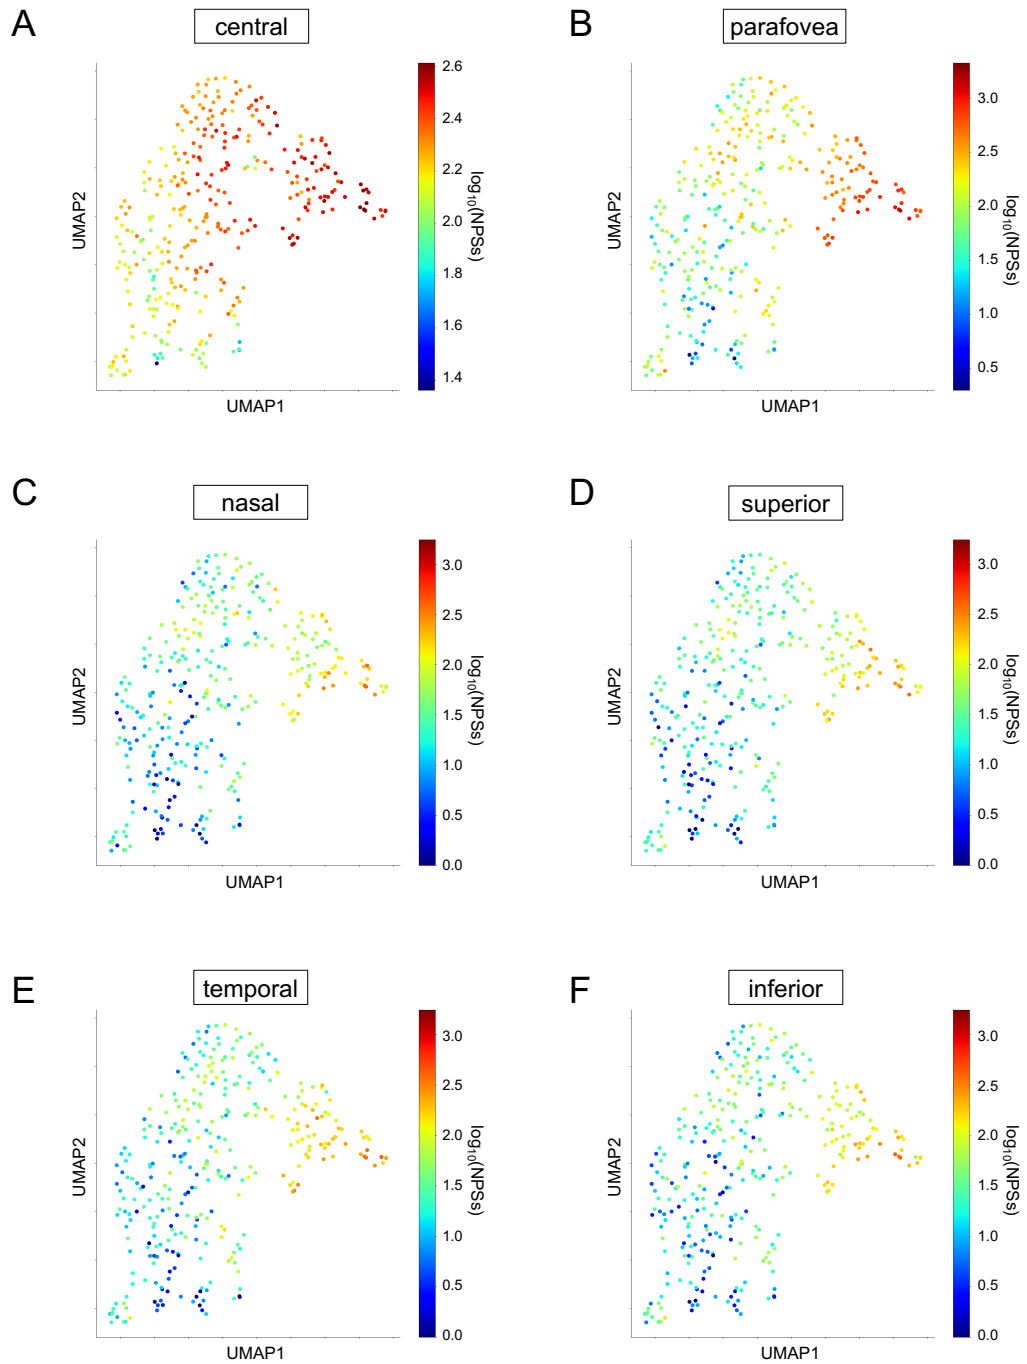 A
central
2.6
2.4
2.2
2.0
1.8
1.6
1.4
log10(NPSs)
UMAP2
UMAP1
B
parafovea
3.0
2.5
2.0
1.5
1.0
0.5
log10(NPSs)
UMAP2
UMAP1
C
nasal
3.0
2.5
2.0
1.5
1.0
0.5
0.0
log10(NPSs)
UMAP2
UMAP1
D
superior
3.0
2.5
2.0
1.5
1.0
0.5
0.0
log10(NPSs)
UMAP2
UMAP1
E
temporal
3.0
2.5
2.0
1.5
1.0
0.5
0.0
log10(NPSs)
UMAP2
UMAP1
F
inferior
3.0
2.5
2.0
1.5
1.0
0.5
0.0
log10(NPSs)
UMAP2
UMAP1